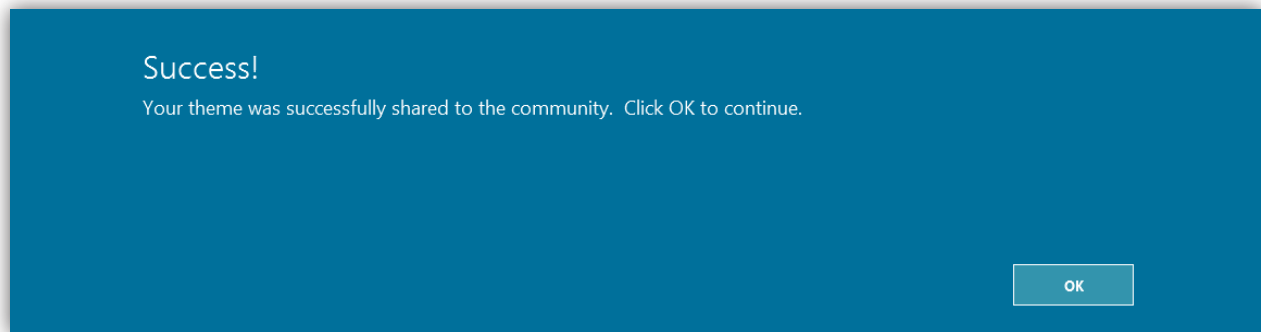 Success!
Your theme was successfully shared to the community.  Click OK to continue.
OK